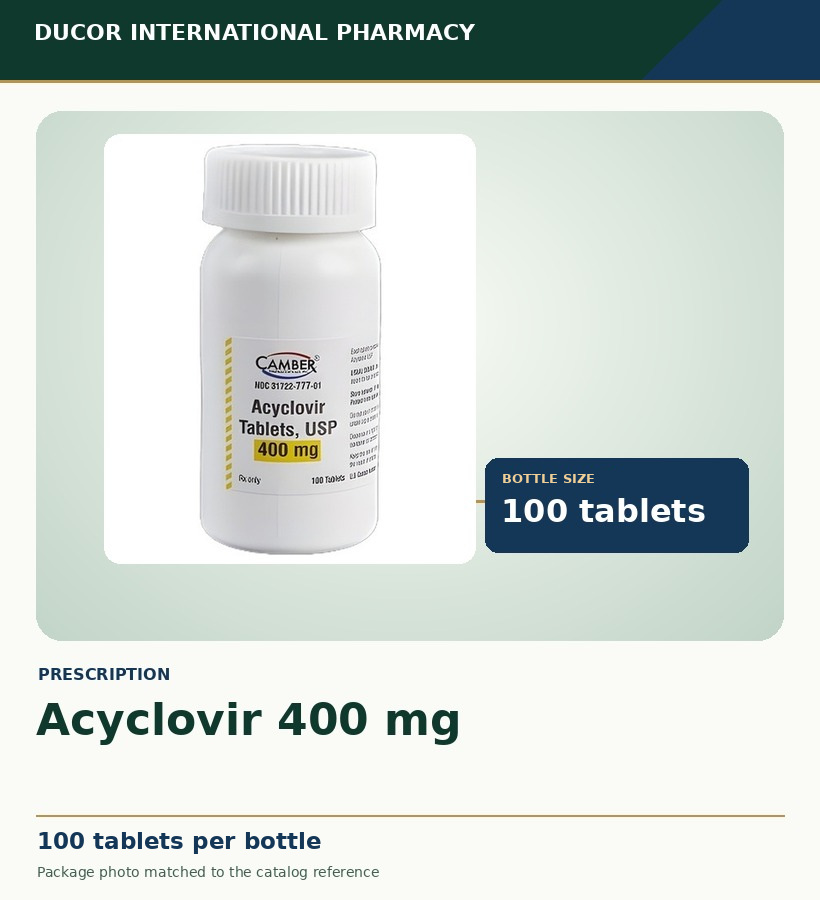 DUCOR INTERNATIONAL PHARMACY
CAMBER
NDC 31722-777-01
Acyclovir
Tablets, USP
400 mg
Rx only
100 Tablets
BOTTLE SIZE
100 tablets
PRESCRIPTION
Acyclovir 400 mg
100 tablets per bottle
Package photo matched to the catalog reference